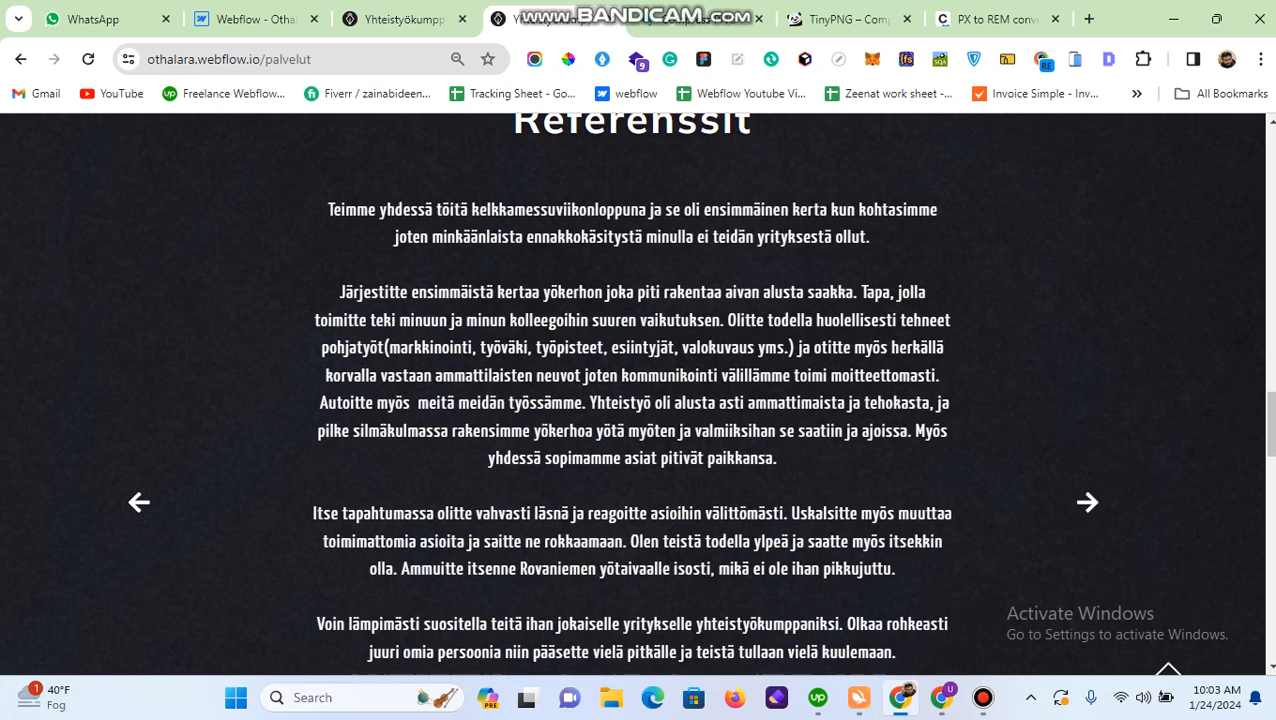 www.BANDICAM.com
WhatsApp
Webflow - Othal
Yhteistyökumpp
TinyPNG – Comp
PX to REM conv
othalara.webflow.io/palvelut
9
RE
Gmail
YouTube
Freelance Webflow...
Fiverr / zainabideen...
Tracking Sheet - Go...
webflow
Webflow Youtube Vi...
Zeenat work sheet -...
Invoice Simple - Inv...
All Bookmarks
Referenssit
Teimme yhdessä töitä kelkkamessuviikonloppuna ja se oli ensimmäinen kerta kun kohtasimme
joten minkäänlaista ennakkokäsitystä minulla ei teidän yrityksestä ollut.
Järjestitte ensimmäistä kertaa yökerhon joka piti rakentaa aivan alusta saakka. Tapa, jolla
toimitte teki minuun ja minun kolleegoihin suuren vaikutuksen. Olitte todella huolellisesti tehneet
pohjatyöt(markkinointi, työväki, työpisteet, esiintyjät, valokuvaus yms.) ja otitte myös herkällä
korvalla vastaan ammattilaisten neuvot joten kommunikointi välillämme toimi moitteettomasti.
Autoitte myös meitä meidän työssämme. Yhteistyö oli alusta asti ammattimaista ja tehokasta, ja
pilke silmäkulmassa rakensimme yökerhoa yötä myöten ja valmiiksihan se saatiin ja ajoissa. Myös
yhdessä sopimamme asiat pitivät paikkansa.
Itse tapahtumassa olitte vahvasti läsnä ja reagoitte asioihin välittömästi. Uskalsitte myös muuttaa
toimimattomia asioita ja saitte ne rokkaamaan. Olen teistä todella ylpeä ja saatte myös itsekkin
olla. Ammuitte itsenne Rovaniemen yötaivaalle isosti, mikä ei ole ihan pikkujuttu.
Voin lämpimästi suositella teitä ihan jokaiselle yritykselle yhteistyökumppaniksi. Olkaa rohkeasti
juuri omia persoonia niin pääsette vielä pitkälle ja teistä tullaan vielä kuulemaan.
Activate Windows
Go to Settings to activate Windows.
1
40°F
Fog
Search
PRE
10:03 AM
1/24/2024